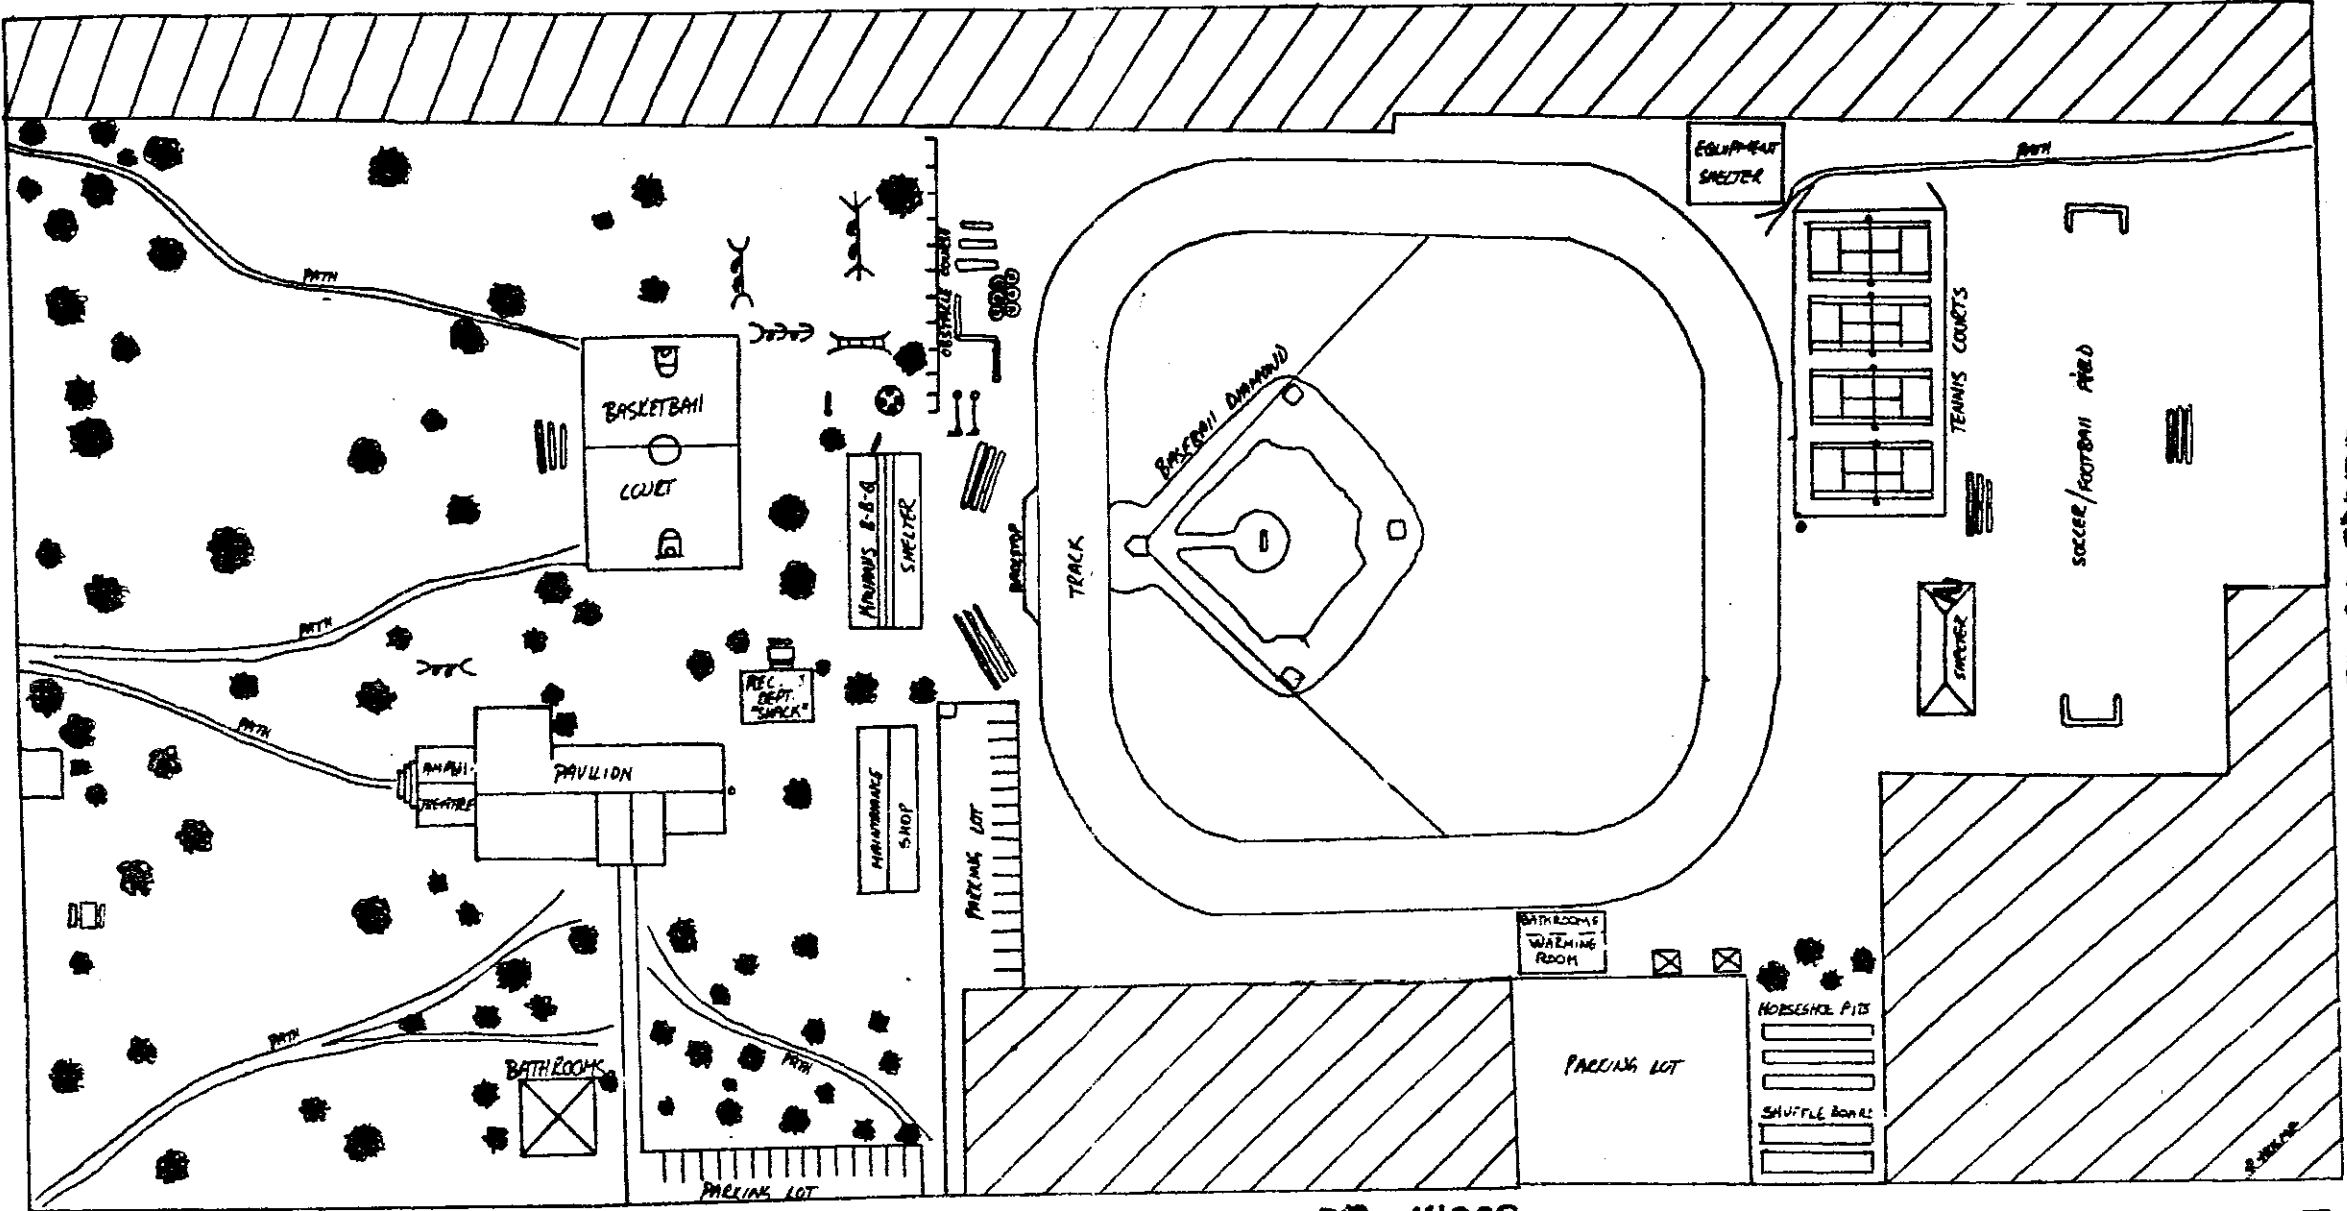 EQUIPMENT
SHELTER
PATH
PATH
OBSTACLE COURSE
BASKETBALL
COURT
KIWANIS B-B-Q
SHELTER
BACKSTOP
TRACK
BASEBALL DIAMOND
TENNIS COURTS
SOCCER/FOOTBALL FIELD
SHELTER
PATH
PATH
REC.
DEPT.
"SHACK"
AMPHI-
THEATRE
PAVILION
MAINTENANCE
SHOP
PARKING LOT
BATHROOMS
WARMING
ROOM
HORSESHOE PITS
SHUFFLE BOARD
PARKING LOT
PATH
PATH
BATHROOMS
PARKING LOT